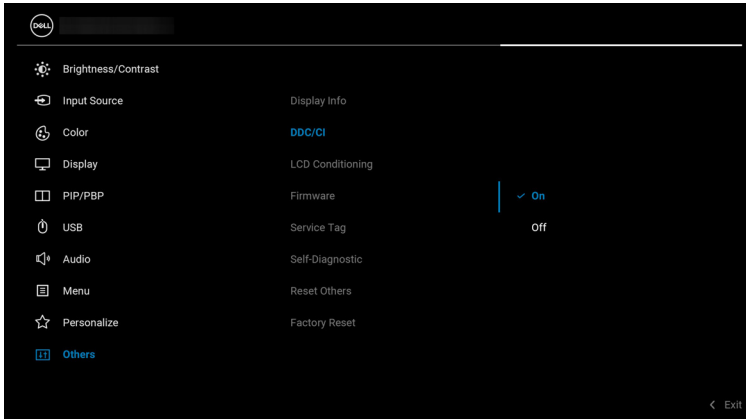 DELL
Brightness/Contrast
Input Source
Display Info
Color
DDC/CI
Display
LCD Conditioning
PIP/PBP
Firmware
On
USB
Service Tag
Off
Audio
Self-Diagnostic
Menu
Reset Others
Personalize
Factory Reset
Others
Exit